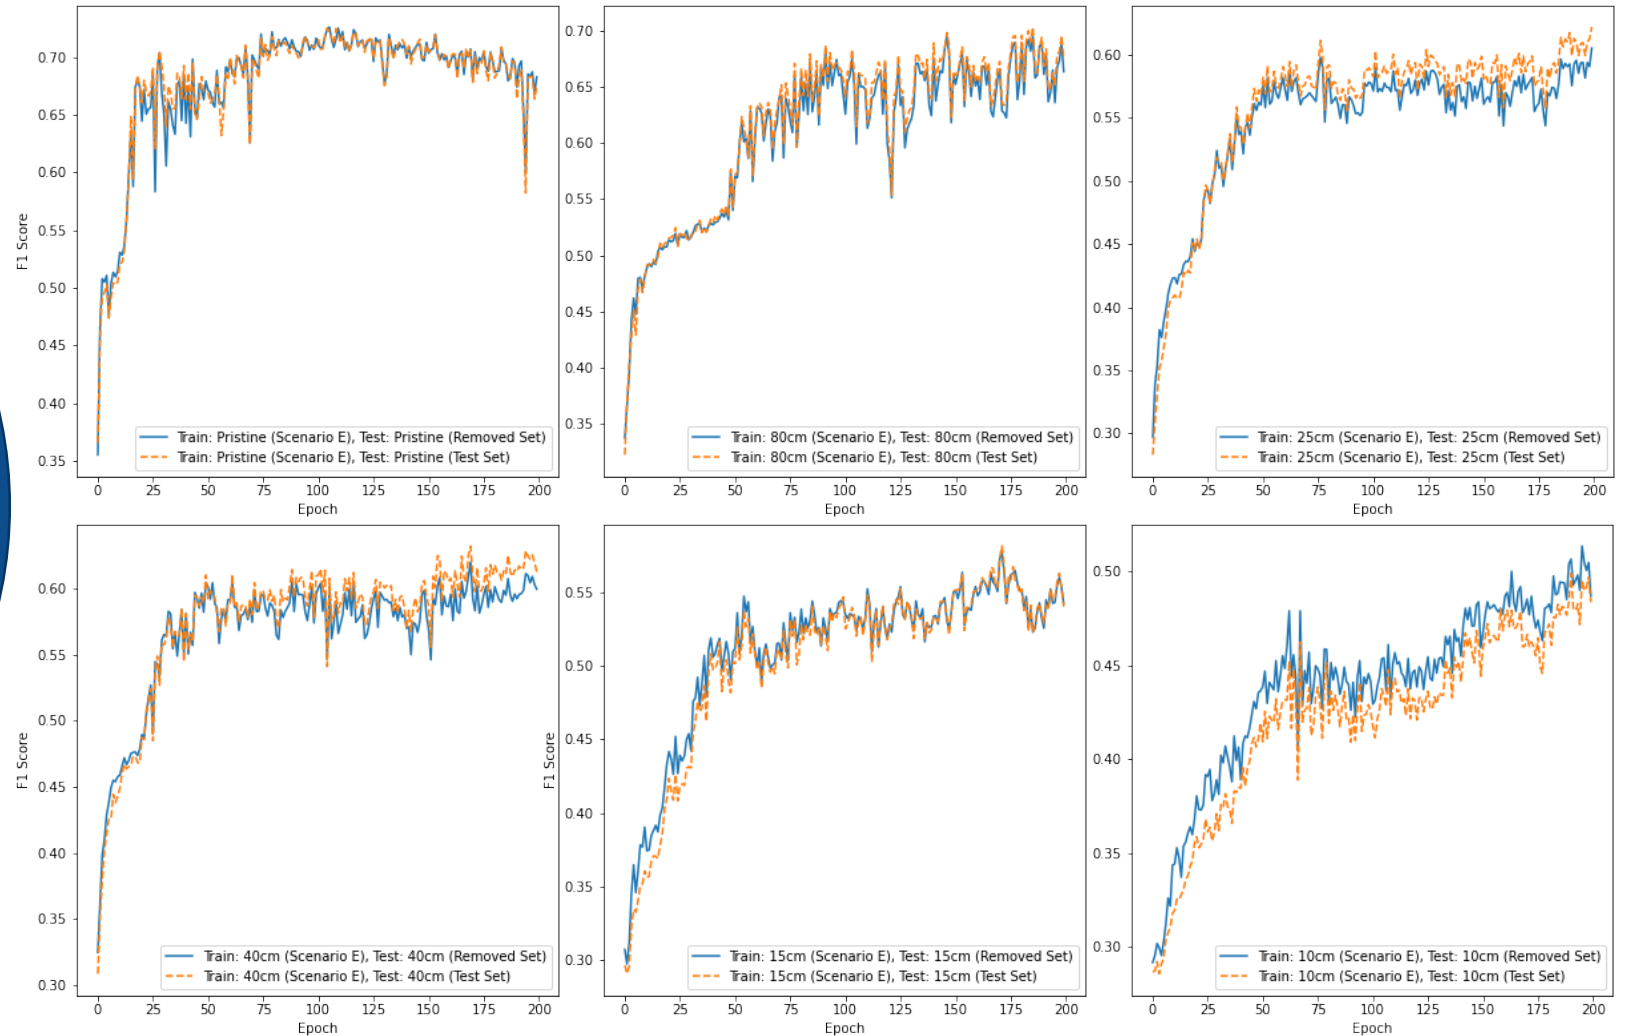 F1 Score
0.70
0.65
0.60
0.55
0.50
0.45
0.40
0.35
Train: Pristine (Scenario E), Test: Pristine (Removed Set)
Train: Pristine (Scenario E), Test: Pristine (Test Set)
0 25 50 75 100 125 150 175 200
Epoch
0.70
0.65
0.60
0.55
0.50
0.45
0.40
0.35
Train: 80cm (Scenario E), Test: 80cm (Removed Set)
Train: 80cm (Scenario E), Test: 80cm (Test Set)
0 25 50 75 100 125 150 175 200
Epoch
0.60
0.55
0.50
0.45
0.40
0.35
0.30
Train: 25cm (Scenario E), Test: 25cm (Removed Set)
Train: 25cm (Scenario E), Test: 25cm (Test Set)
0 25 50 75 100 125 150 175 200
Epoch
F1 Score
0.60
0.55
0.50
0.45
0.40
0.35
0.30
Train: 40cm (Scenario E), Test: 40cm (Removed Set)
Train: 40cm (Scenario E), Test: 40cm (Test Set)
0 25 50 75 100 125 150 175 200
Epoch
F1 Score
0.55
0.50
0.45
0.40
0.35
0.30
Train: 15cm (Scenario E), Test: 15cm (Removed Set)
Train: 15cm (Scenario E), Test: 15cm (Test Set)
0 25 50 75 100 125 150 175 200
Epoch
0.50
0.45
0.40
0.35
0.30
Train: 10cm (Scenario E), Test: 10cm (Removed Set)
Train: 10cm (Scenario E), Test: 10cm (Test Set)
0 25 50 75 100 125 150 175 200
Epoch